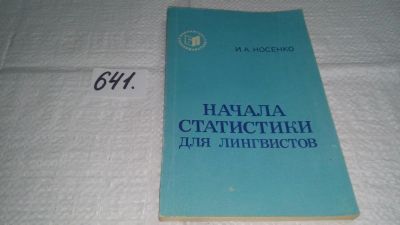 641.
И.А.НОСЕНКО
НАЧАЛА
СТАТИСТИКИ
ДЛЯ ЛИНГВИСТОВ